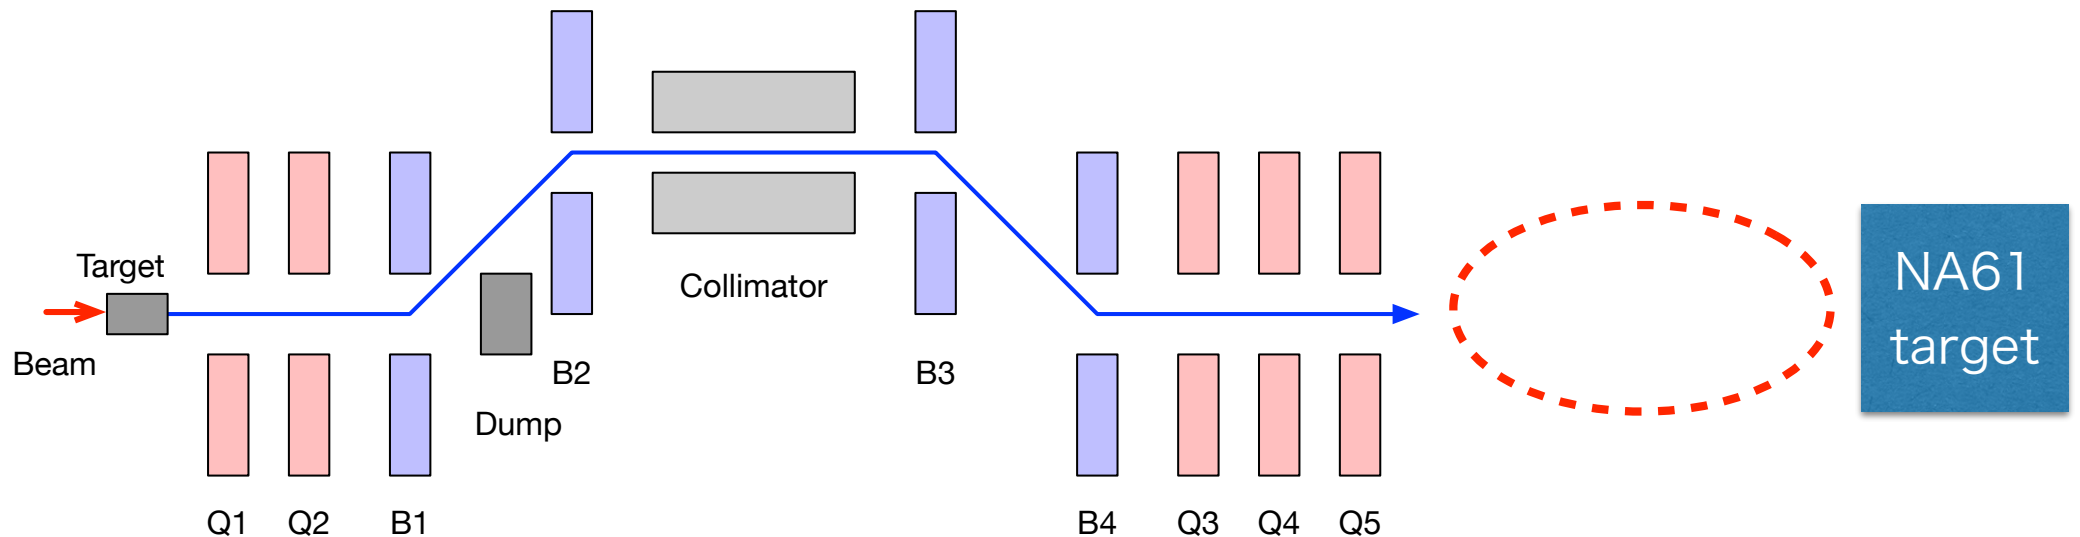 Target
Beam
Q1
Q2
B1
Dump
B2
Collimator
B3
B4
Q3
Q4
Q5
NA61
target